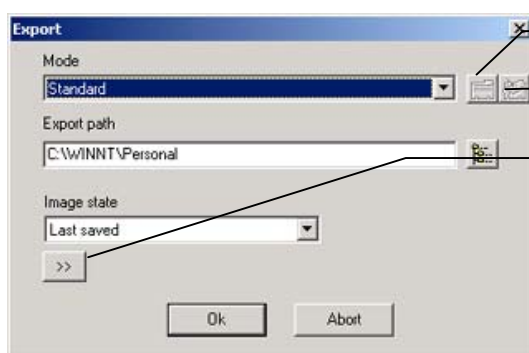 Export
Mode
Standard
Export path
C:\WINNT\Personal
Image state
Last saved
>>
Ok
Abort